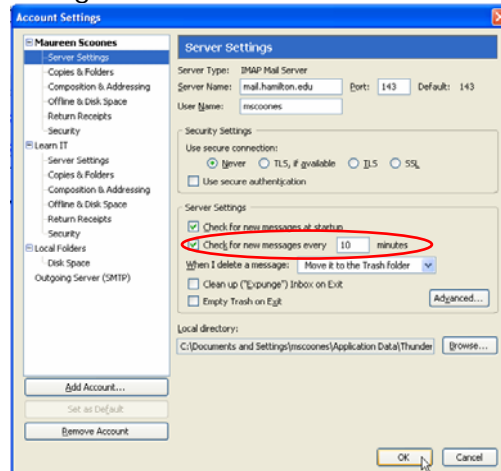 Account Settings
Maureen Scoones
Server Settings
Copies & Folders
Composition & Addressing
Offline & Disk Space
Return Receipts
Security
Learn IT
Server Settings
Copies & Folders
Composition & Addressing
Offline & Disk Space
Return Receipts
Security
Local Folders
Disk Space
Outgoing Server (SMTP)
Add Account...
Set as Default
Remove Account
Server Settings
Server Type: IMAP Mail Server
Server Name: mail.hamilton.edu Port: 143 Default: 143
User Name: mscoones
Security Settings
Use secure connection:
Never TLS, if available TLS SSL
Use secure authentication
Server Settings
Check for new messages at startup
Check for new messages every 10 minutes
When I delete a message: Move it to the Trash folder
Clean up ("Expunge") Inbox on Exit
Empty Trash on Exit Advanced...
Local directory:
C:\Documents and Settings\mscoones\Application Data\Thunder Browse...
OK Cancel